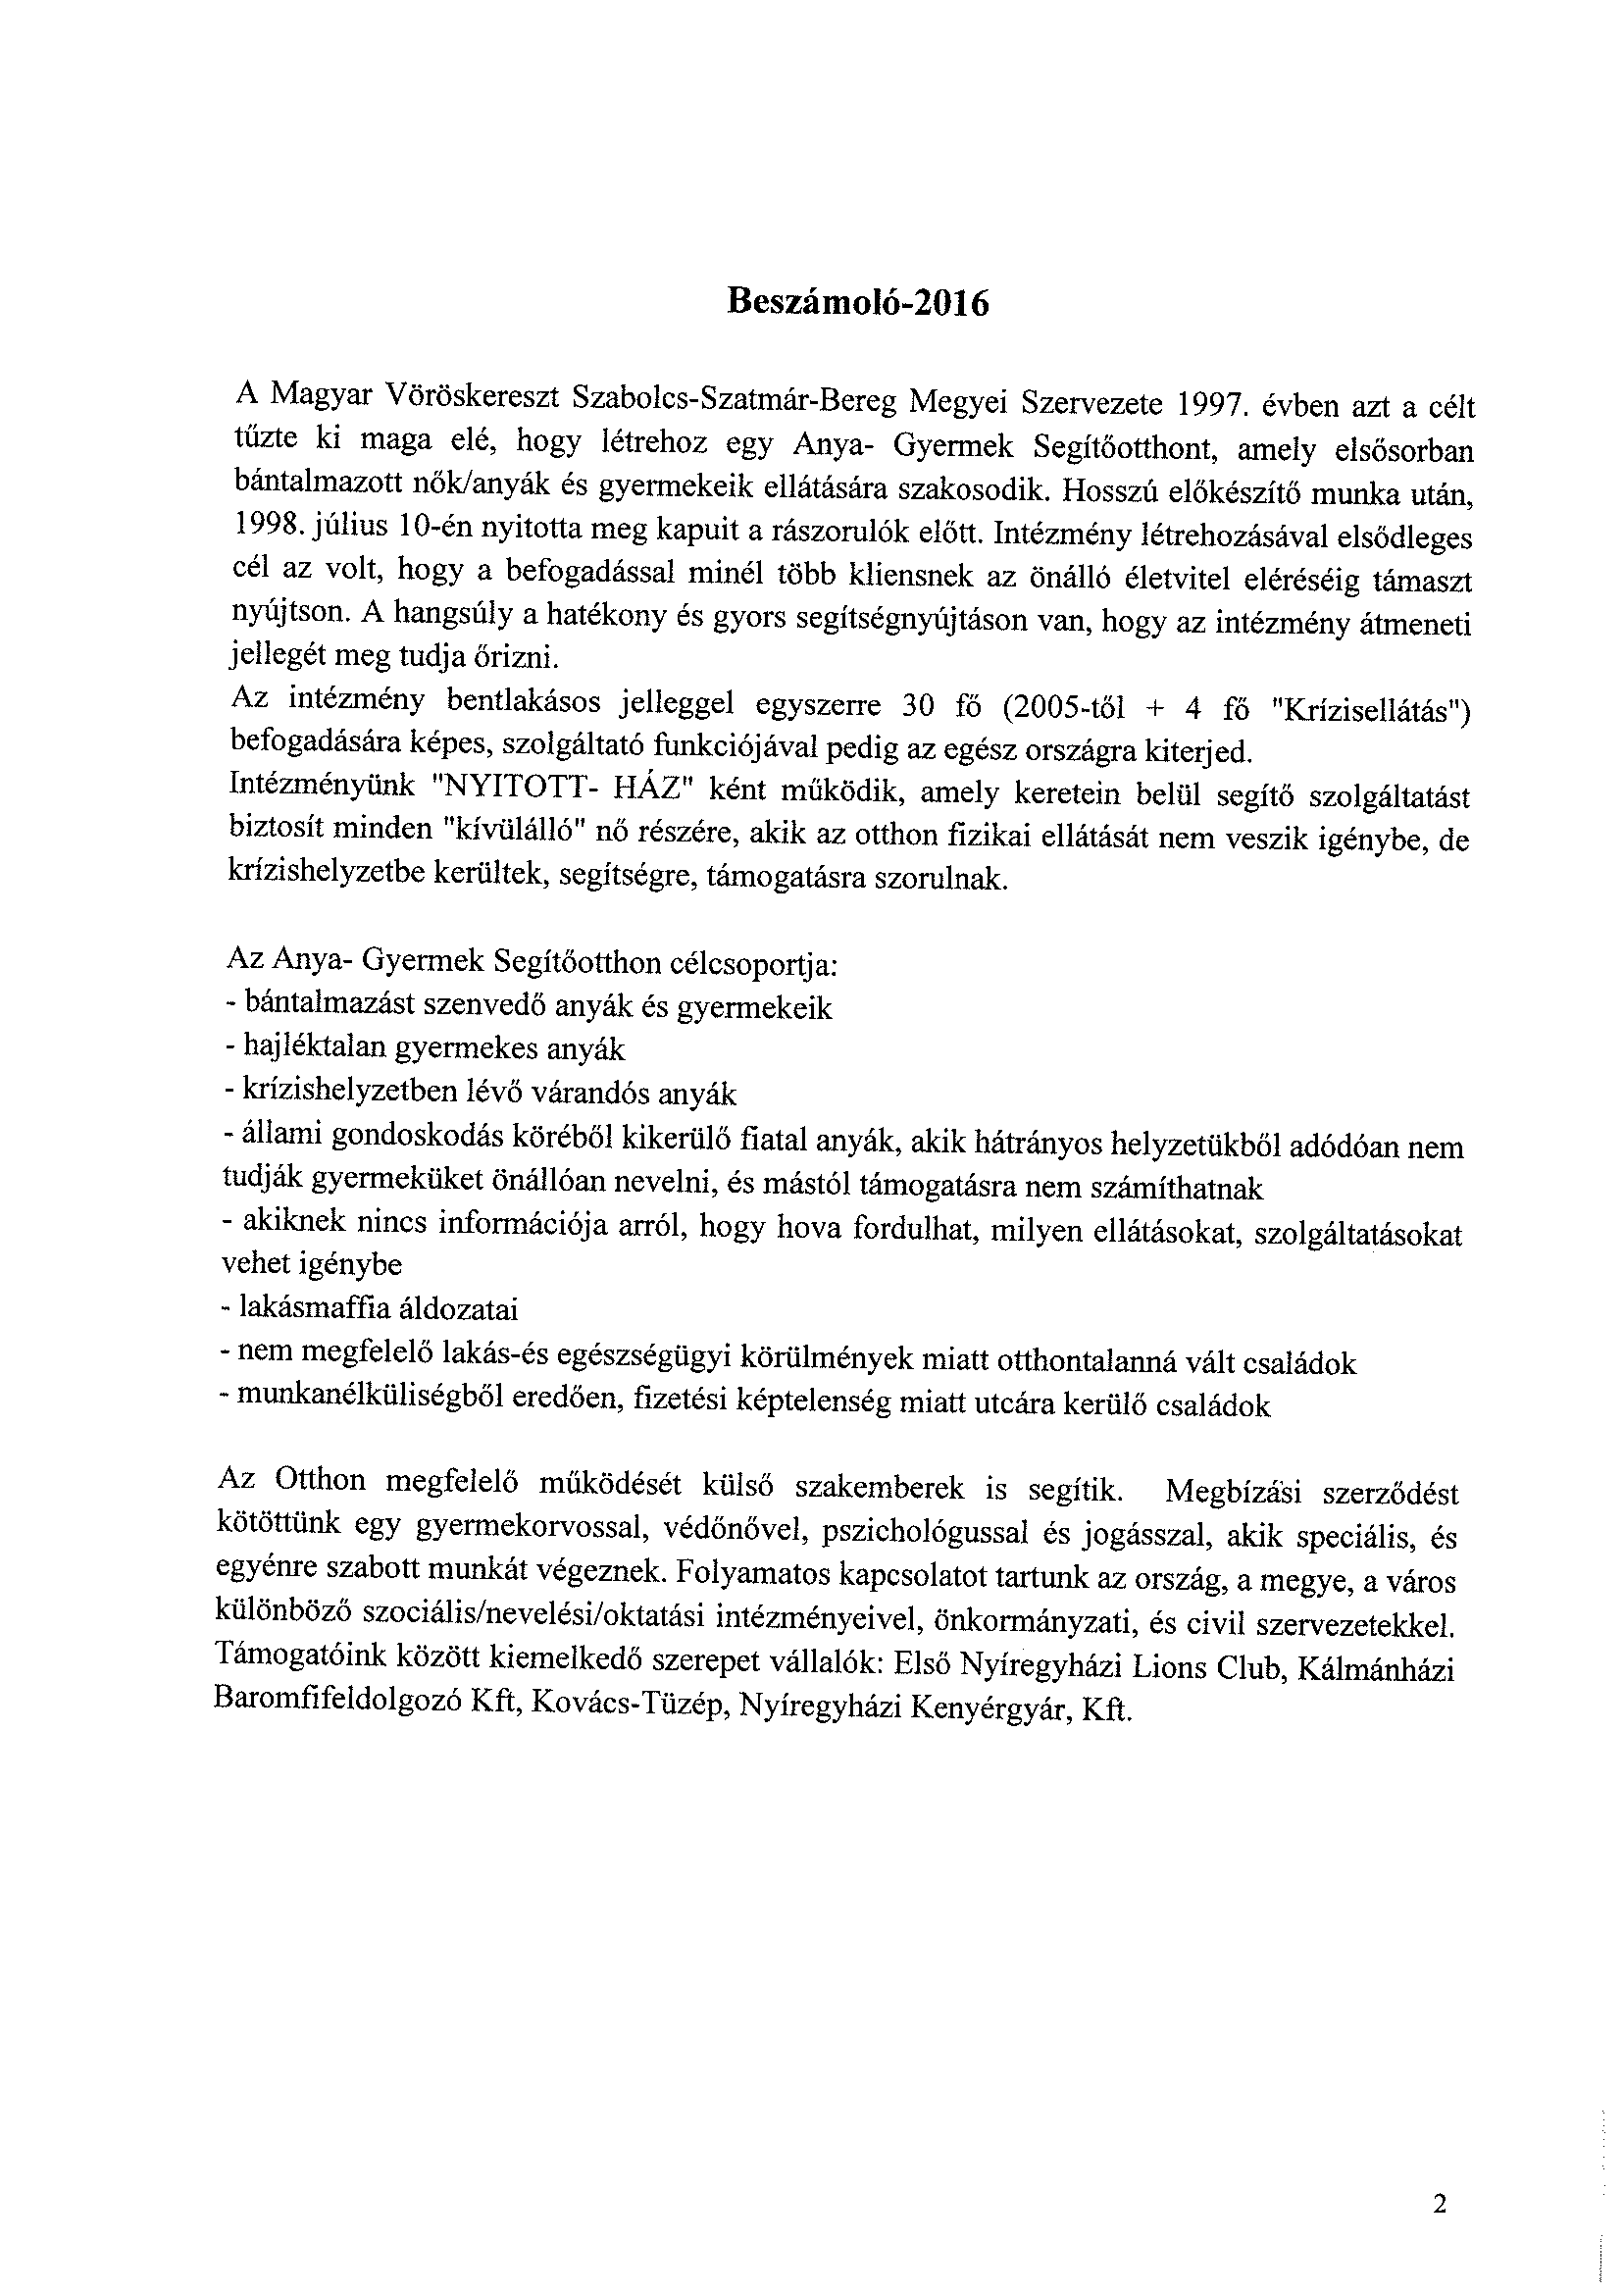 Beszámoló-2016
A Magyar Vöröskereszt Szabolcs-Szatmár-Bereg Megyei Szervezete 1997. évben azt a célt
tűzte ki maga elé, hogy létrehoz egy Anya- Gyermek Segítőotthont, amely elsősorban
bántalmazott nők/anyák és gyermekeik ellátására szakosodik. Hosszú előkészítő munka után,
1998. július 10-én nyitotta meg kapuit a rászorulók előtt. Intézmény létrehozásával elsődleges
cél az volt, hogy a befogadással minél több kliensnek az önálló életvitel eléréséig támaszt
nyújtson. A hangsúly a hatékony és gyors segítségnyújtáson van, hogy az intézmény átmeneti
jellegét meg tudja őrizni.
Az intézmény bentlakásos jelleggel egyszerre 30 fő (2005-től + 4 fő "Krízisellátás")
befogadására képes, szolgáltató funkciójával pedig az egész országra kiterjed.
Intézményünk "NYITOTT- HÁZ" ként működik, amely keretein belül segítő szolgáltatást
biztosít minden "kívülálló" nő részére, akik az otthon fizikai ellátását nem veszik igénybe, de
krízishelyzetbe kerültek, segítségre, támogatásra szorulnak.
Az Anya- Gyermek Segítőotthon célcsoportja:
- bántalmazást szenvedő anyák és gyermekeik
- hajléktalan gyermekes anyák
- krízishelyzetben lévő várandós anyák
- állami gondoskodás köréből kikerülő fiatal anyák, akik hátrányos helyzetükből adódóan nem
tudják gyermeküket önállóan nevelni, és mástól támogatásra nem számíthatnak
- akiknek nincs információja arról, hogy hova fordulhat, milyen ellátásokat, szolgáltatásokat
vehet igénybe
- lakásmaffia áldozatai
- nem megfelelő lakás-és egészségügyi körülmények miatt otthontalanná vált családok
- munkanélküliségből eredően, fizetési képtelenség miatt utcára kerülő családok
Az Otthon megfelelő működését külső szakemberek is segítik. Megbízási szerződést
kötöttünk egy gyermekorvossal, védőnővel, pszichológussal és jogásszal, akik speciális, és
egyénre szabott munkát végeznek. Folyamatos kapcsolatot tartunk az ország, a megye, a város
különböző szociális/nevelési/oktatási intézményeivel, önkormányzati, és civil szervezetekkel.
Támogatóink között kiemelkedő szerepet vállalók: Első Nyíregyházi Lions Club, Kálmánházi
Baromfifeldolgozó Kft, Kovács-Tüzép, Nyíregyházi Kenyérgyár, Kft.
2